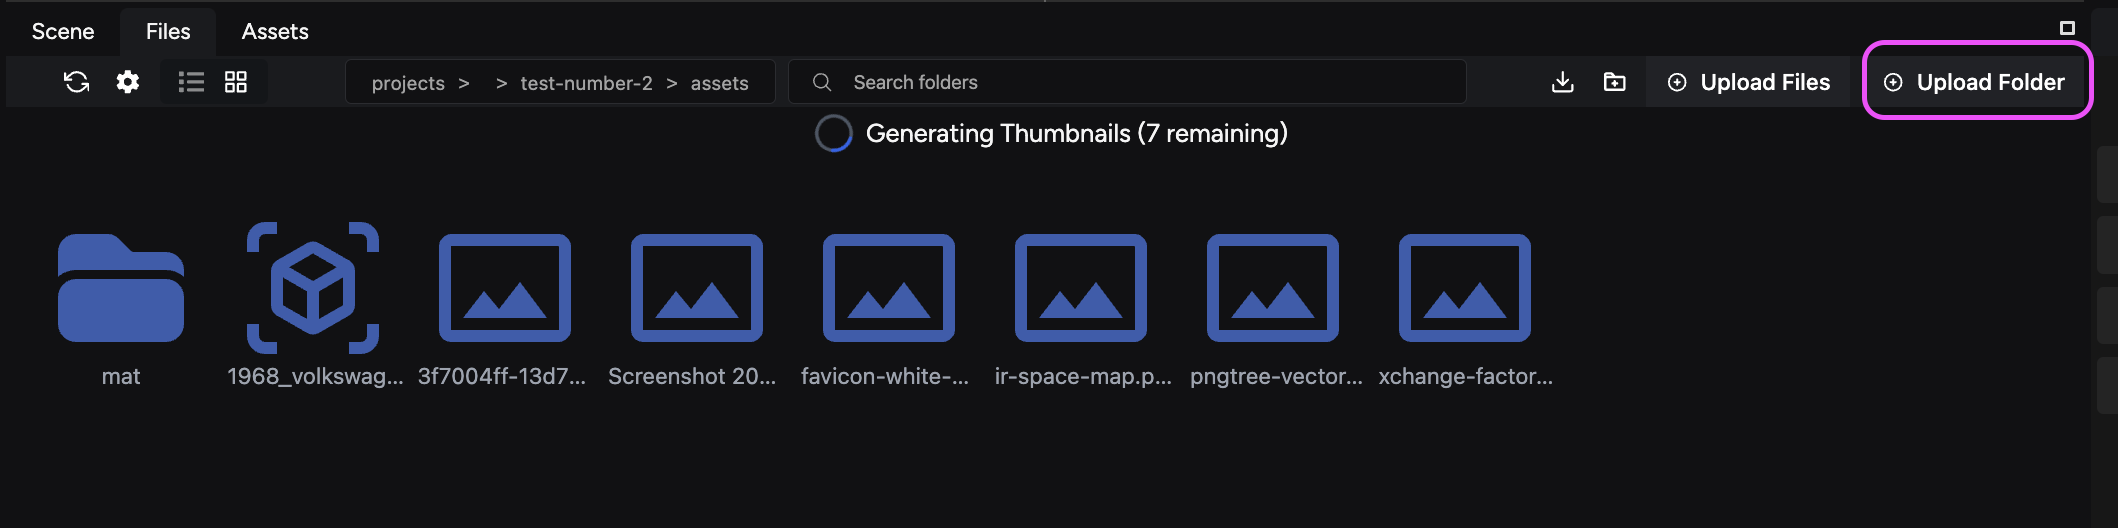 Scene Files Assets
projects > > test-number-2 > assets Search folders Upload Files Upload Folder
Generating Thumbnails (7 remaining)
mat 1968_volkswag... 3f7004ff-13d7... Screenshot 20... favicon-white-... ir-space-map.p... pngtree-vector... xchange-factor...